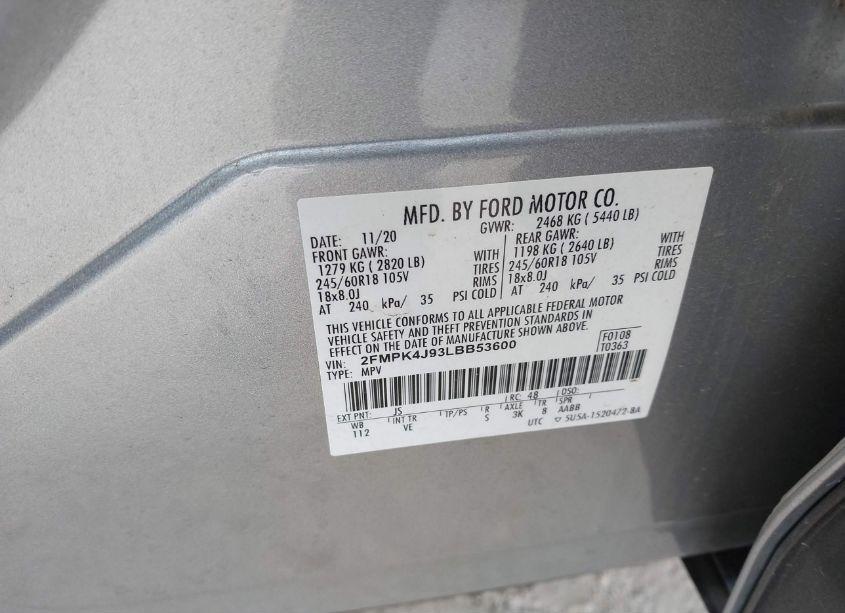 MFD. BY FORD MOTOR CO.
DATE: 11/20 GVWR: 2468 KG ( 5440 LB)
FRONT GAWR: REAR GAWR:
1279 KG ( 2820 LB) WITH 1198 KG ( 2640 LB) WITH
245/60R18 105V TIRES 245/60R18 105V TIRES
18x8.0J RIMS 18x8.0J RIMS
AT 240 kPa/ 35 PSI COLD AT 240 kPa/ 35 PSI COLD
THIS VEHICLE CONFORMS TO ALL APPLICABLE FEDERAL MOTOR
VEHICLE SAFETY AND THEFT PREVENTION STANDARDS IN
EFFECT ON THE DATE OF MANUFACTURE SHOWN ABOVE.
VIN: 2FMPK4J93LBB53600 F0108
TYPE: MPV T0363
EXT PNT: JS RC: 48 DSO:
WB INT TR TP/PS R AXLE TR SPR
112 VE S 3K 8 AABB
UTC ▽ 5U5A-1520472-BA